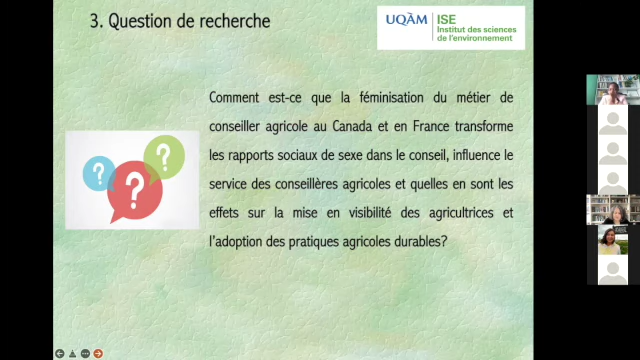 3. Question de recherche
UQÀM
ISE
Institut des sciences
de l'environnement
Comment est-ce que la féminisation du métier de
conseiller agricole au Canada et en France transforme
les rapports sociaux de sexe dans le conseil, influence le
service des conseillères agricoles et quelles en sont les
effets sur la mise en visibilité des agricultrices et
l'adoption des pratiques agricoles durables?
? ? ?